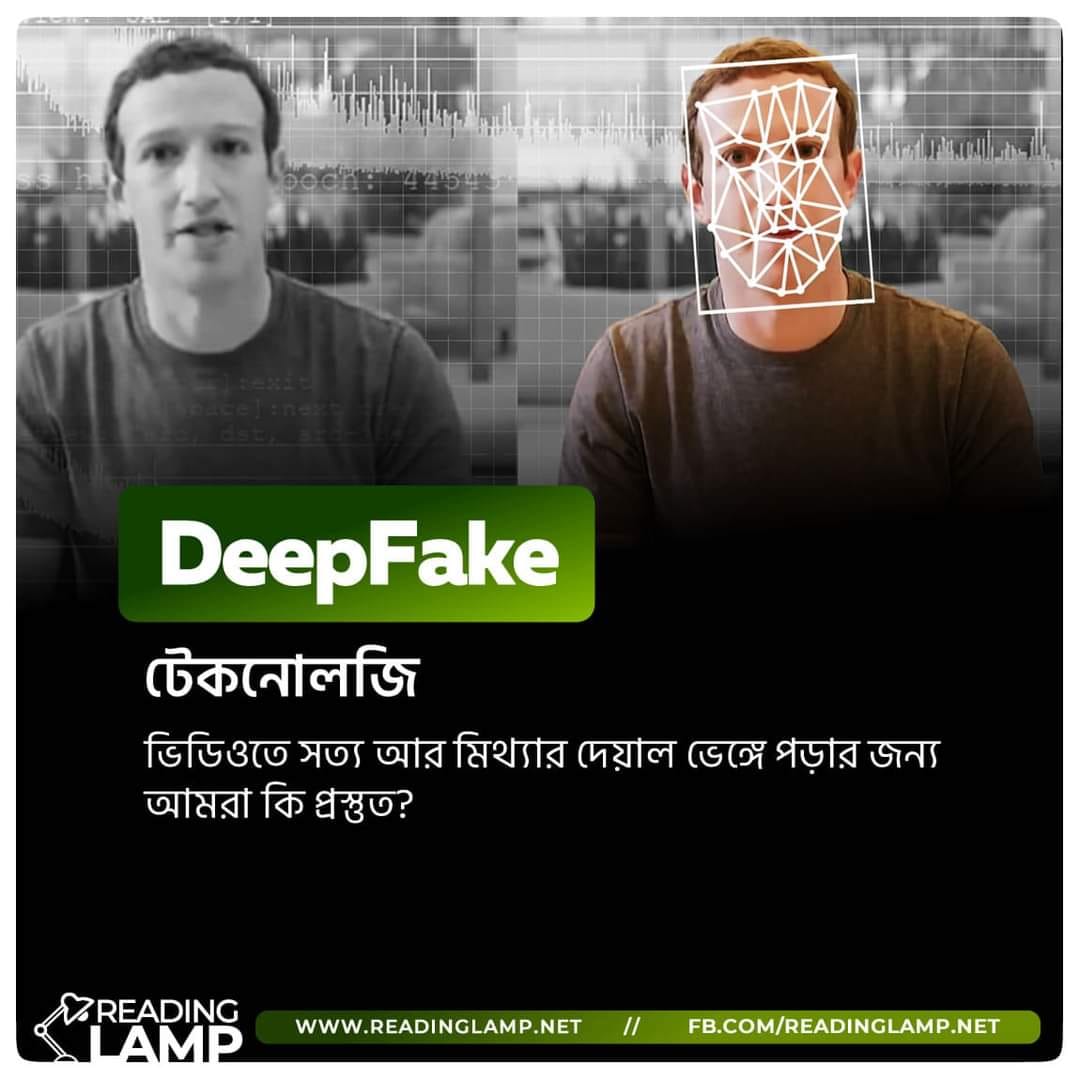 DeepFake
টেকনোলজি
ভিডিওতে সত্য আর মিথ্যার দেয়াল ভেঙ্গে পড়ার জন্য
আমরা কি প্রস্তুত?
READING
LAMP
WWW.READINGLAMP.NET // FB.COM/READINGLAMP.NET